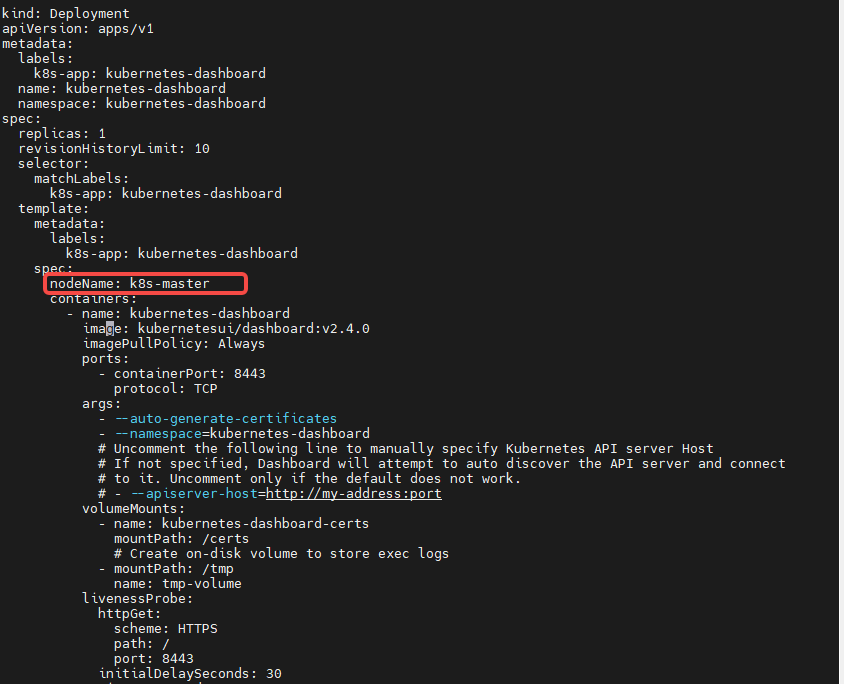 kind: Deployment
apiVersion: apps/v1
metadata:
  labels:
    k8s-app: kubernetes-dashboard
  name: kubernetes-dashboard
  namespace: kubernetes-dashboard
spec:
  replicas: 1
  revisionHistoryLimit: 10
  selector:
    matchLabels:
      k8s-app: kubernetes-dashboard
  template:
    metadata:
      labels:
        k8s-app: kubernetes-dashboard
    spec:
      nodeName: k8s-master
      containers:
        - name: kubernetes-dashboard
          image: kubernetesui/dashboard:v2.4.0
          imagePullPolicy: Always
          ports:
            - containerPort: 8443
              protocol: TCP
          args:
            - --auto-generate-certificates
            - --namespace=kubernetes-dashboard
            # Uncomment the following line to manually specify Kubernetes API server Host
            # If not specified, Dashboard will attempt to auto discover the API server and connect
            # to it. Uncomment only if the default does not work.
            # - --apiserver-host=http://my-address:port
          volumeMounts:
            - name: kubernetes-dashboard-certs
              mountPath: /certs
              # Create on-disk volume to store exec logs
            - mountPath: /tmp
              name: tmp-volume
          livenessProbe:
            httpGet:
              scheme: HTTPS
              path: /
              port: 8443
            initialDelaySeconds: 30